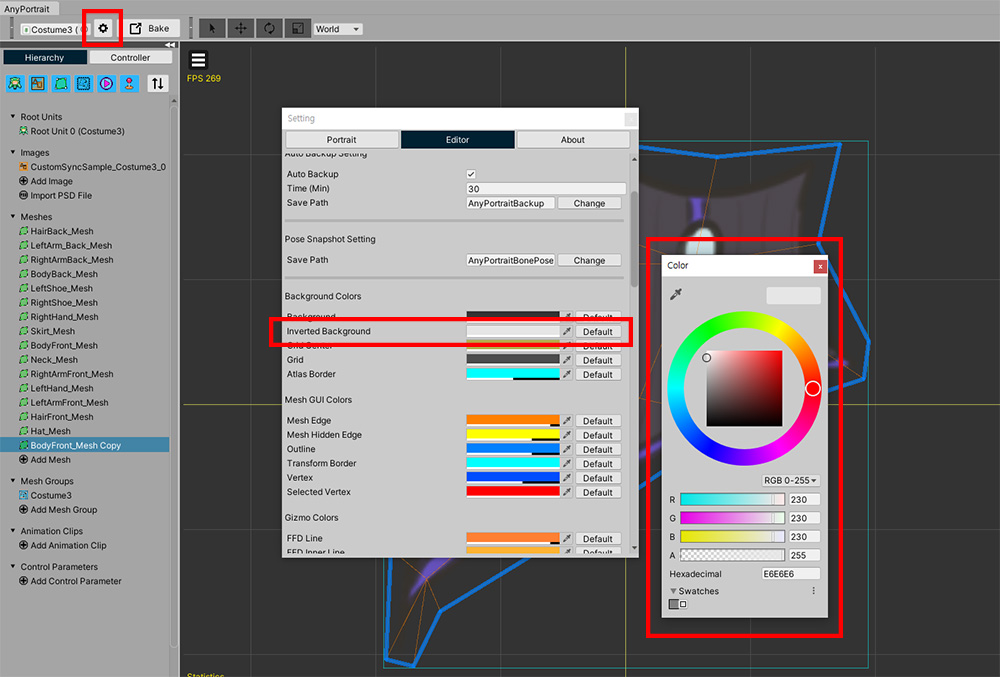 AnyPortrait
Costume3 (
Bake
World
Hierarchy
Controller
FPS 269
Root Units
Root Unit 0 (Costume3)
Images
CustomSyncSample_Costume3_0
Add Image
Import PSD File
Meshes
HairBack_Mesh
LeftArm_Back_Mesh
RightArmBack_Mesh
BodyBack_Mesh
LeftShoe_Mesh
RightShoe_Mesh
RightHand_Mesh
Skirt_Mesh
BodyFront_Mesh
Neck_Mesh
RightArmFront_Mesh
LeftHand_Mesh
LeftArmFront_Mesh
HairFront_Mesh
Hat_Mesh
BodyFront_Mesh Copy
Add Mesh
Mesh Groups
Costume3
Add Mesh Group
Animation Clips
Add Animation Clip
Control Parameters
Add Control Parameter
Setting
Portrait
Editor
About
Auto Backup Setting
Auto Backup
Time (Min)
30
Save Path
AnyPortraitBackup
Change
Pose Snapshot Setting
Save Path
AnyPortraitBonePose
Change
Background Colors
Background
Default
Inverted Background
Default
Grid Center
Default
Grid
Default
Atlas Border
Default
Mesh GUI Colors
Mesh Edge
Default
Mesh Hidden Edge
Default
Outline
Default
Transform Border
Default
Vertex
Default
Selected Vertex
Default
Gizmo Colors
FFD Line
Default
FFD Inner Line
Default
Color
x
RGB 0-255
R
230
G
230
B
230
A
255
Hexadecimal
E6E6E6
Swatches
Statistics